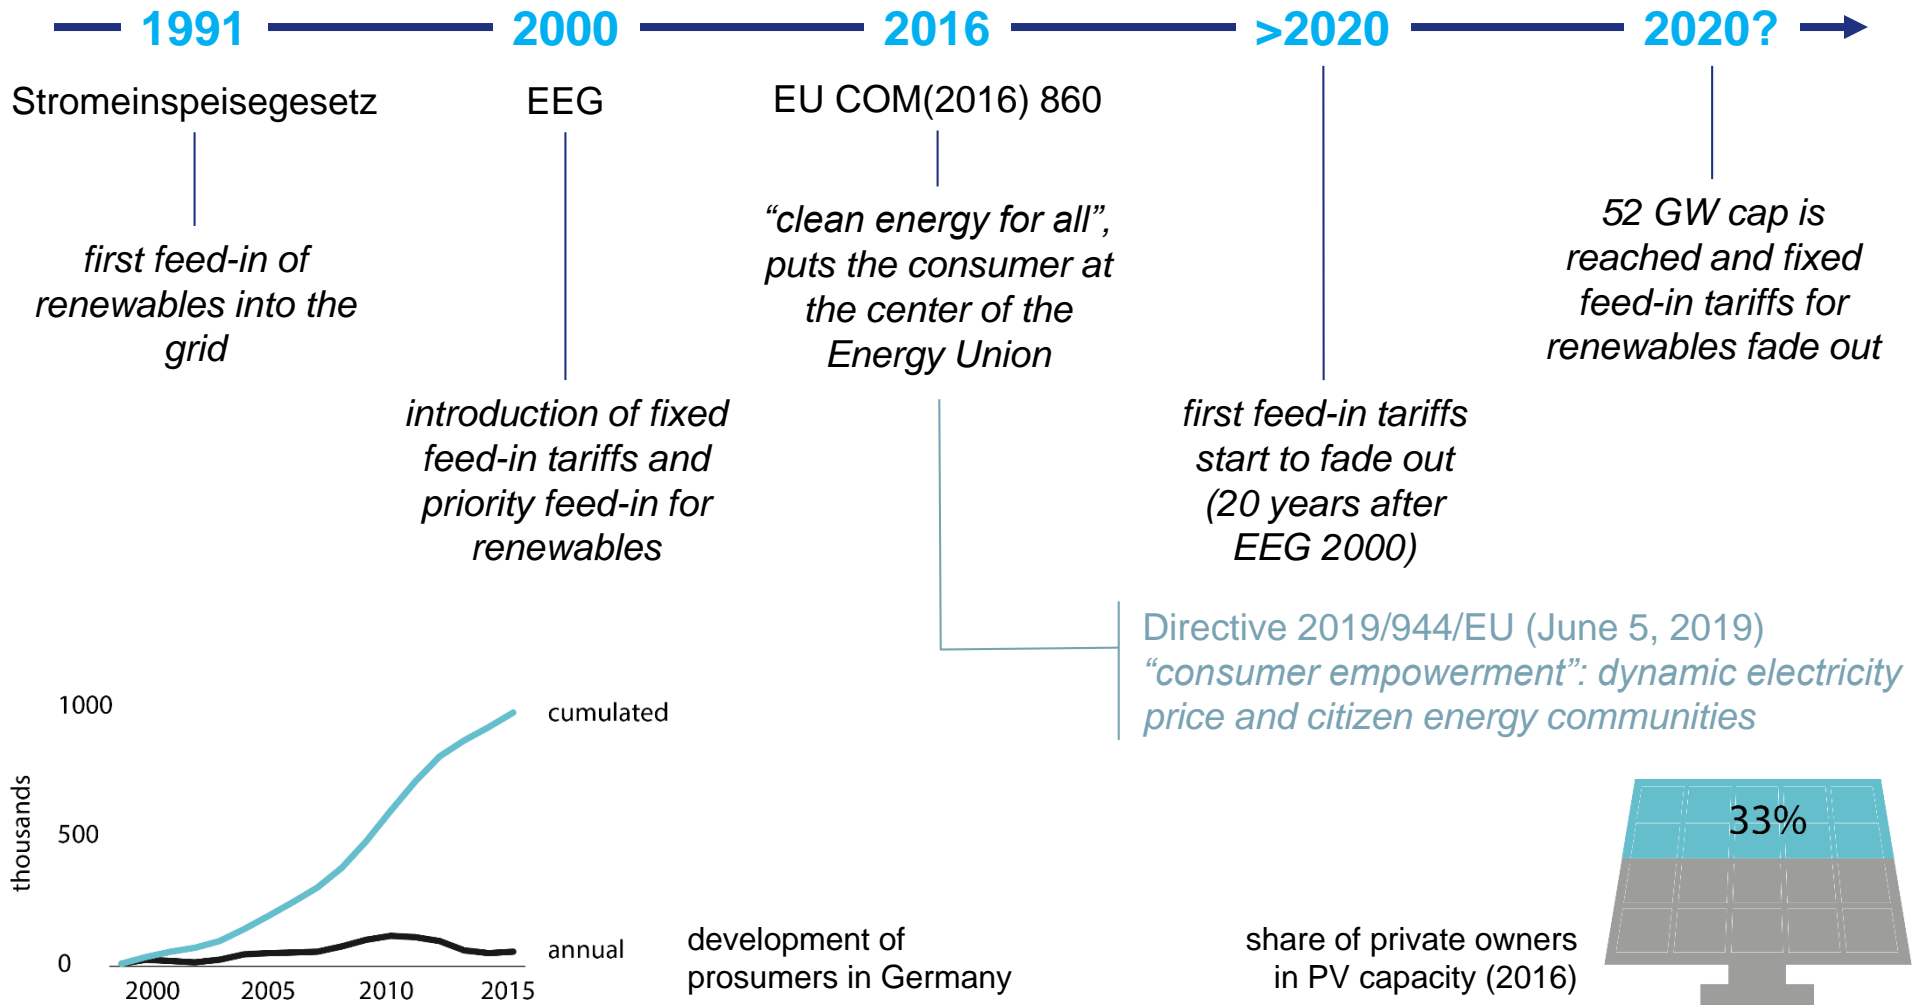 1991
2000
2016
>2020
2020?
Stromeinspeisegesetz
EEG
EU COM(2016) 860
first feed-in of
renewables into the
grid
introduction of fixed
feed-in tariffs and
priority feed-in for
renewables
“clean energy for all”,
puts the consumer at
the center of the
Energy Union
first feed-in tariffs
start to fade out
(20 years after
EEG 2000)
52 GW cap is
reached and fixed
feed-in tariffs for
renewables fade out
Directive 2019/944/EU (June 5, 2019)
“consumer empowerment”: dynamic electricity
price and citizen energy communities
thousands
1000
500
0
2000
2005
2010
2015
cumulated
annual
development of
prosumers in Germany
share of private owners
in PV capacity (2016)
33%